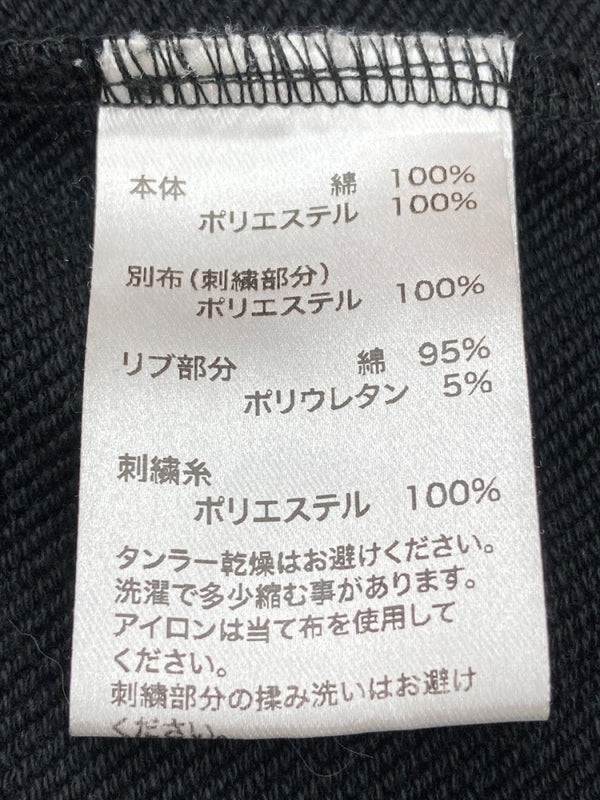 本体 綿 100%
ポリエステル 100%
別布(刺繍部分)
ポリエステル 100%
リブ部分 綿 95%
ポリウレタン 5%
刺繍糸
ポリエステル 100%
タンラー乾燥はお避けください。
洗濯で多少縮む事があります。
アイロンは当て布を使用して
ください。
刺繍部分の揉み洗いはお避け
ください。